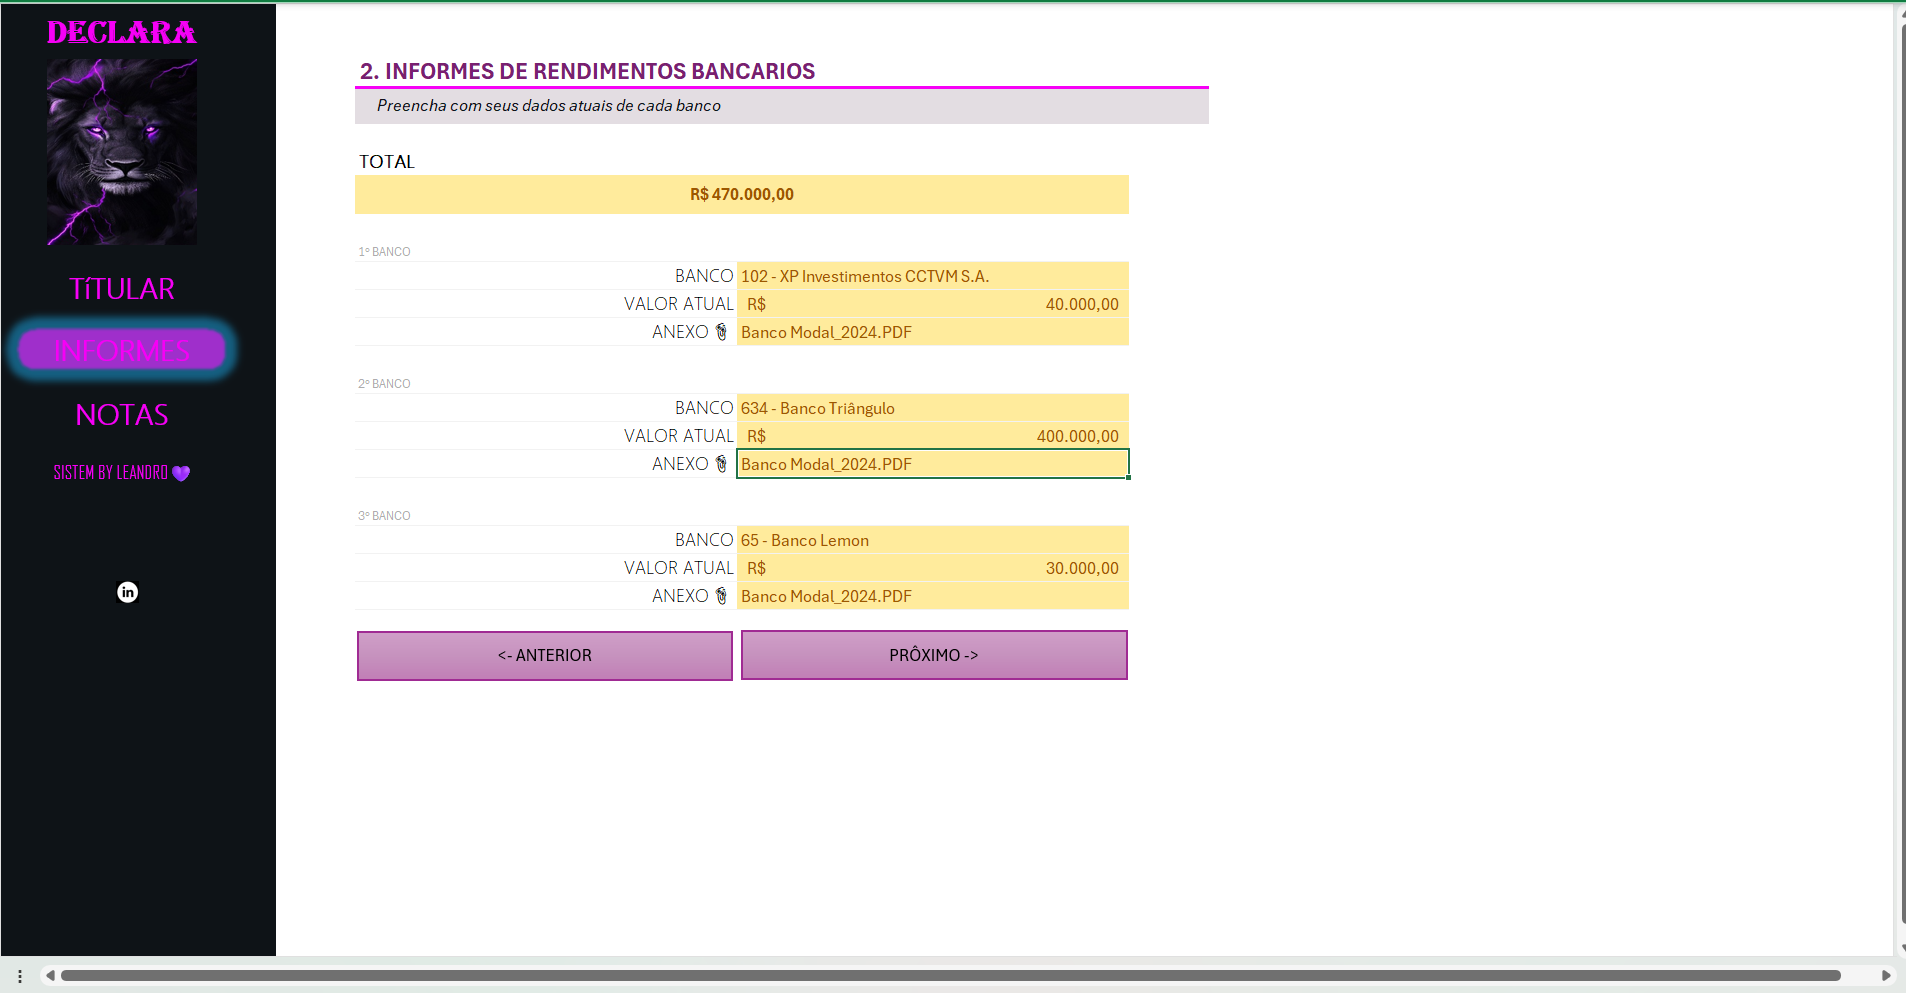 DECLARA
TíTULAR
INFORMES
NOTAS
SISTEM BY LEANDRO
in
2. INFORMES DE RENDIMENTOS BANCARIOS
Preencha com seus dados atuais de cada banco
TOTAL
R$ 470.000,00
1º BANCO
BANCO 102 - XP Investimentos CCTVM S.A.
VALOR ATUAL R$ 40.000,00
ANEXO Banco Modal_2024.PDF
2º BANCO
BANCO 634 - Banco Triângulo
VALOR ATUAL R$ 400.000,00
ANEXO Banco Modal_2024.PDF
3º BANCO
BANCO 65 - Banco Lemon
VALOR ATUAL R$ 30.000,00
ANEXO Banco Modal_2024.PDF
<- ANTERIOR PRÔXIMO ->